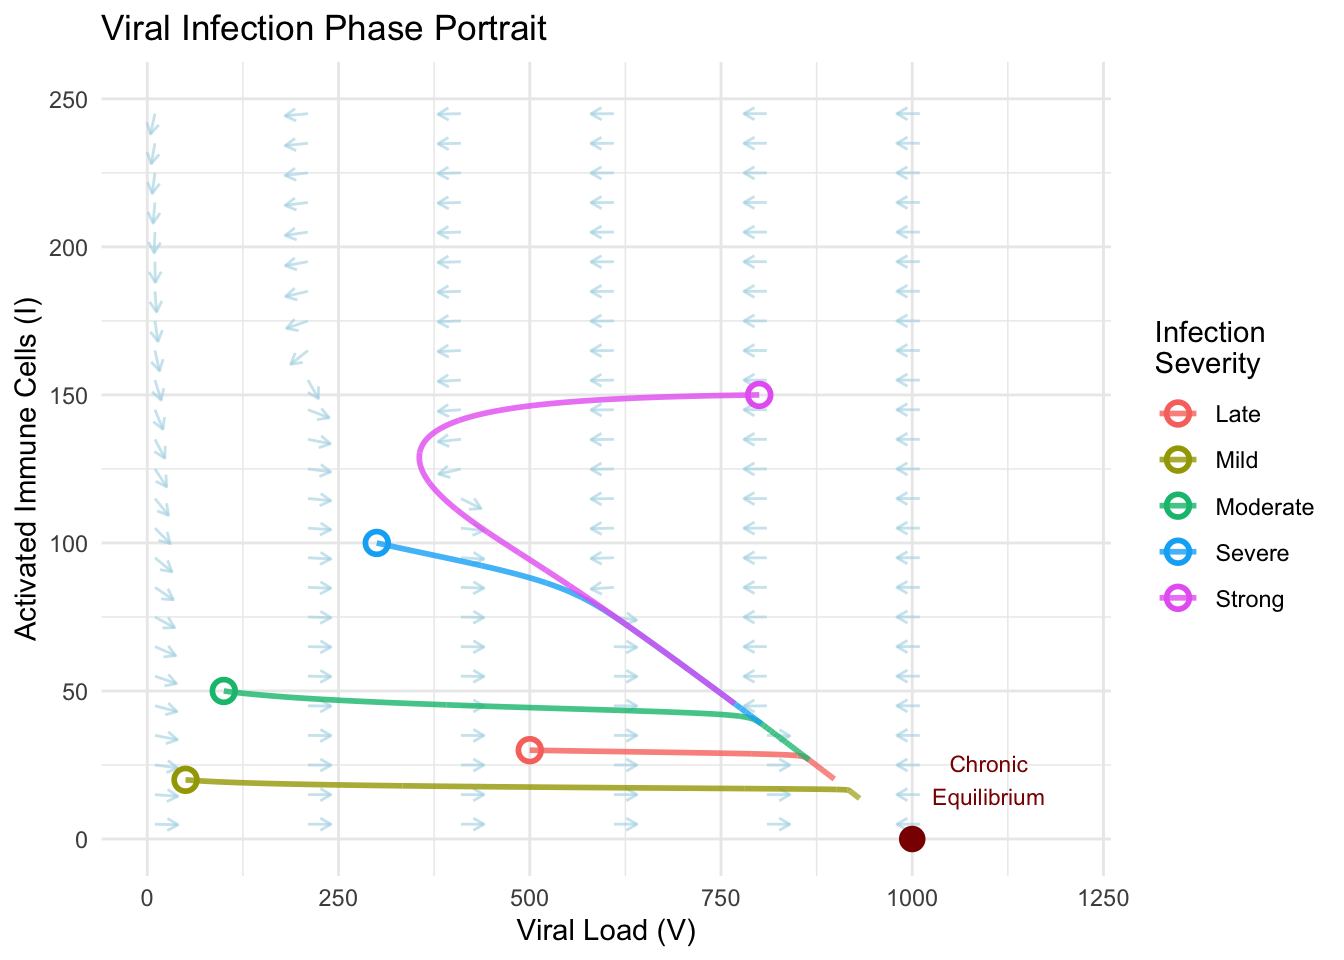 Viral Infection Phase Portrait
Activated Immune Cells (I)
250
200
150
100
50
0
Chronic
Equilibrium
0
250
500
750
1000
1250
Viral Load (V)
Infection
Severity
Late
Mild
Moderate
Severe
Strong